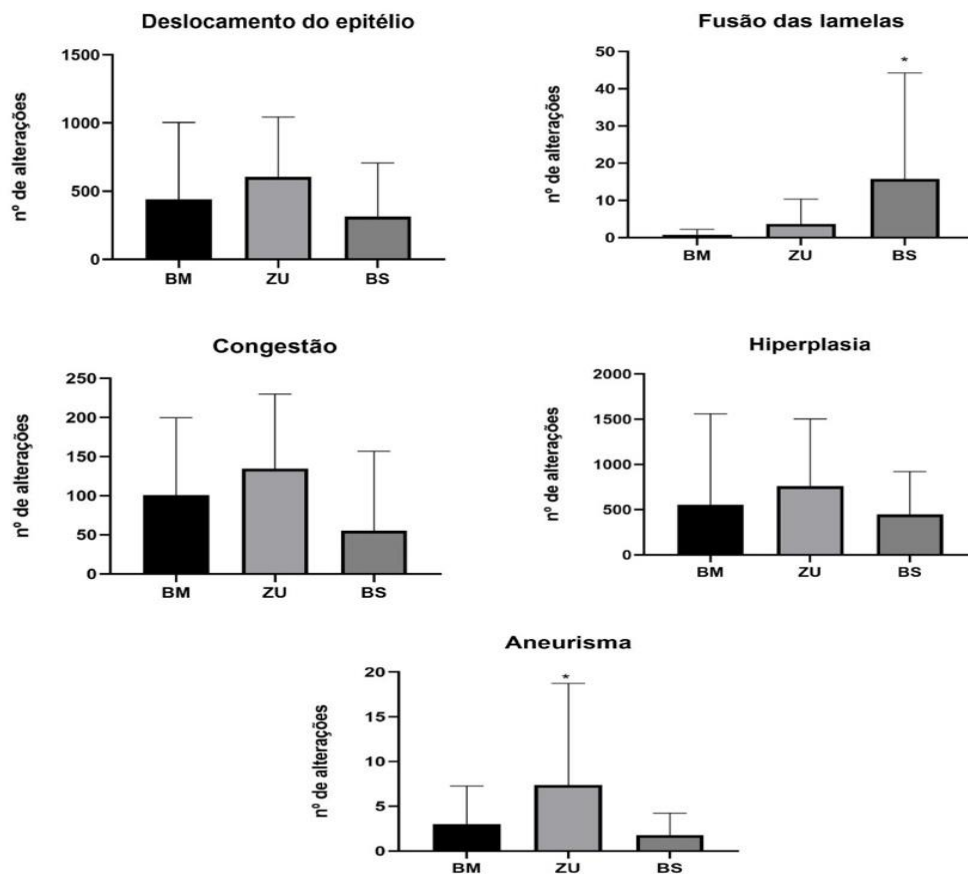 Deslocamento do epitélio
nº de alterações
1500
1000
500
0
BM ZU BS
Fusão das lamelas
nº de alterações
50
40
30
20
10
0
*
BM ZU BS
Congestão
nº de alterações
250
200
150
100
50
0
BM ZU BS
Hiperplasia
nº de alterações
2000
1500
1000
500
0
BM ZU BS
Aneurisma
nº de alterações
20
15
10
5
0
*
BM ZU BS